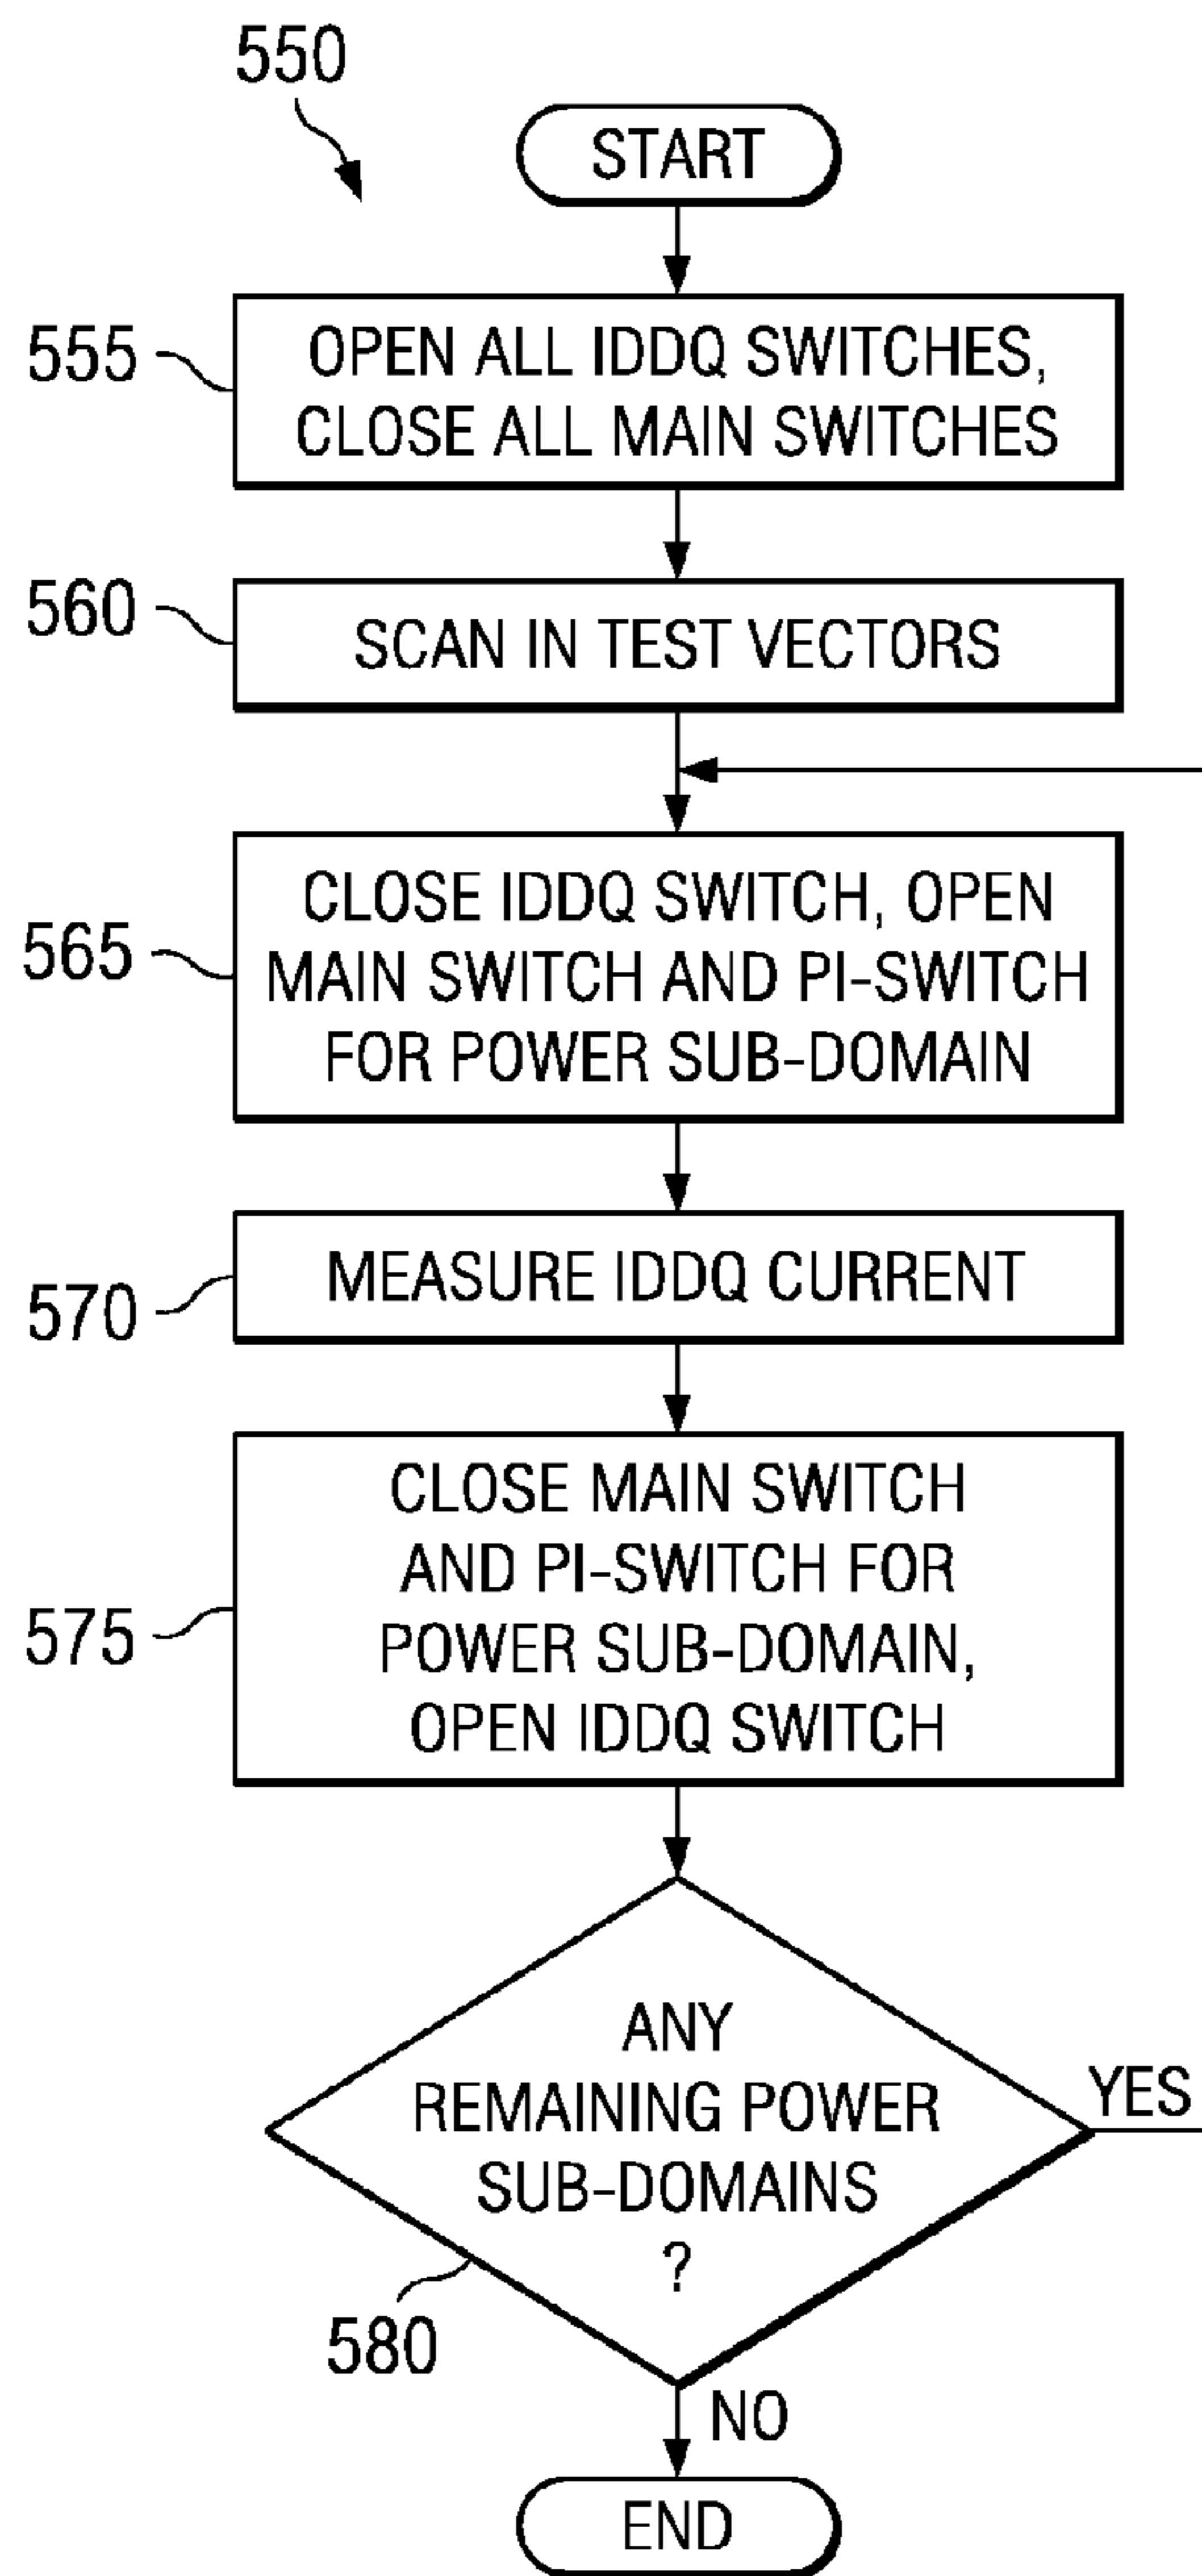 550
START
555
OPEN ALL IDDQ SWITCHES,
CLOSE ALL MAIN SWITCHES
560
SCAN IN TEST VECTORS
565
CLOSE IDDQ SWITCH, OPEN
MAIN SWITCH AND PI-SWITCH
FOR POWER SUB-DOMAIN
570
MEASURE IDDQ CURRENT
575
CLOSE MAIN SWITCH
AND PI-SWITCH FOR
POWER SUB-DOMAIN,
OPEN IDDQ SWITCH
ANY
REMAINING POWER
SUB-DOMAINS
?
YES
580
NO
END